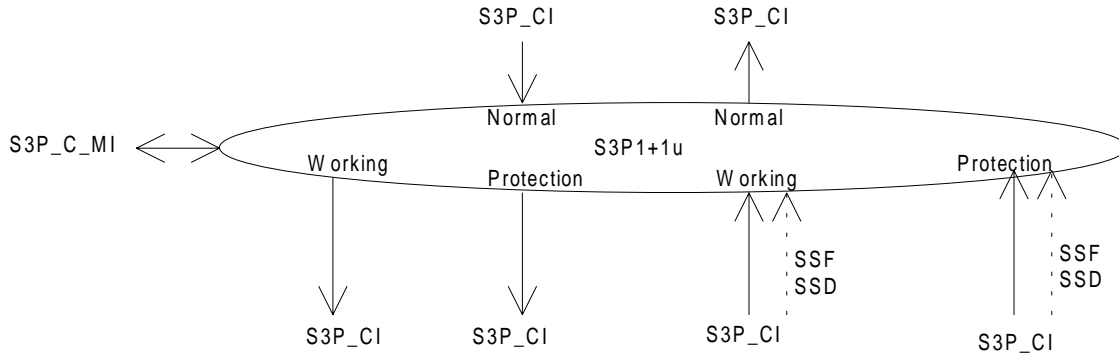 S3P_CI S3P_CI
Normal Normal
S3P_C_MI S3P1+1u
Working Protection Working Protection
SSF SSF
SSD SSD
S3P_CI S3P_CI S3P_CI S3P_CI